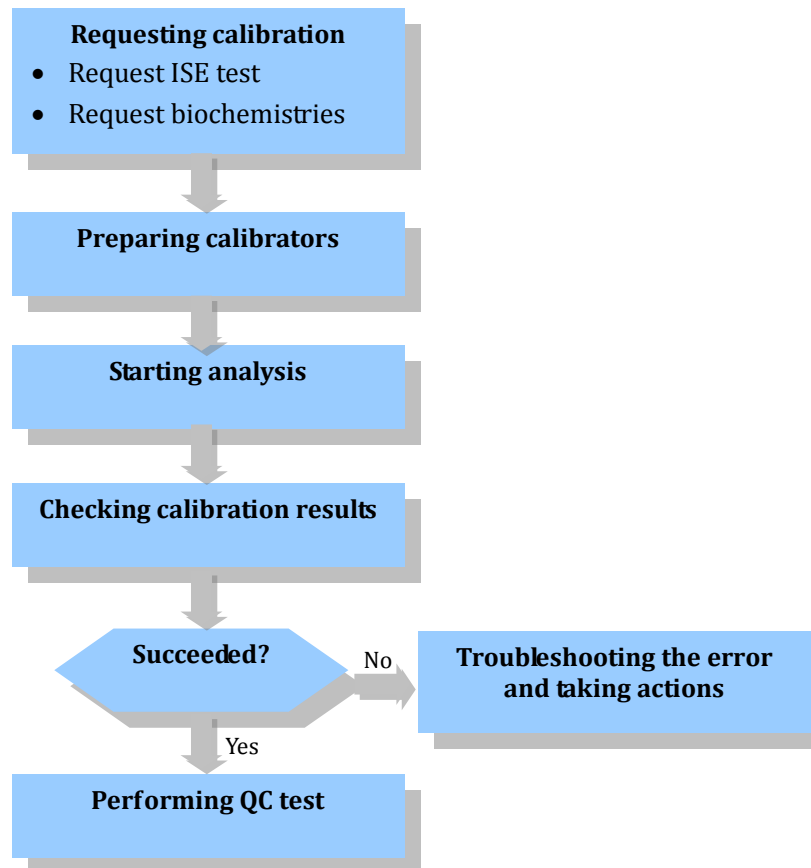 Requesting calibration
• Request ISE test
• Request biochemistries
Preparing calibrators
Starting analysis
Checking calibration results
Succeeded?
No
Troubleshooting the error
and taking actions
Yes
Performing QC test